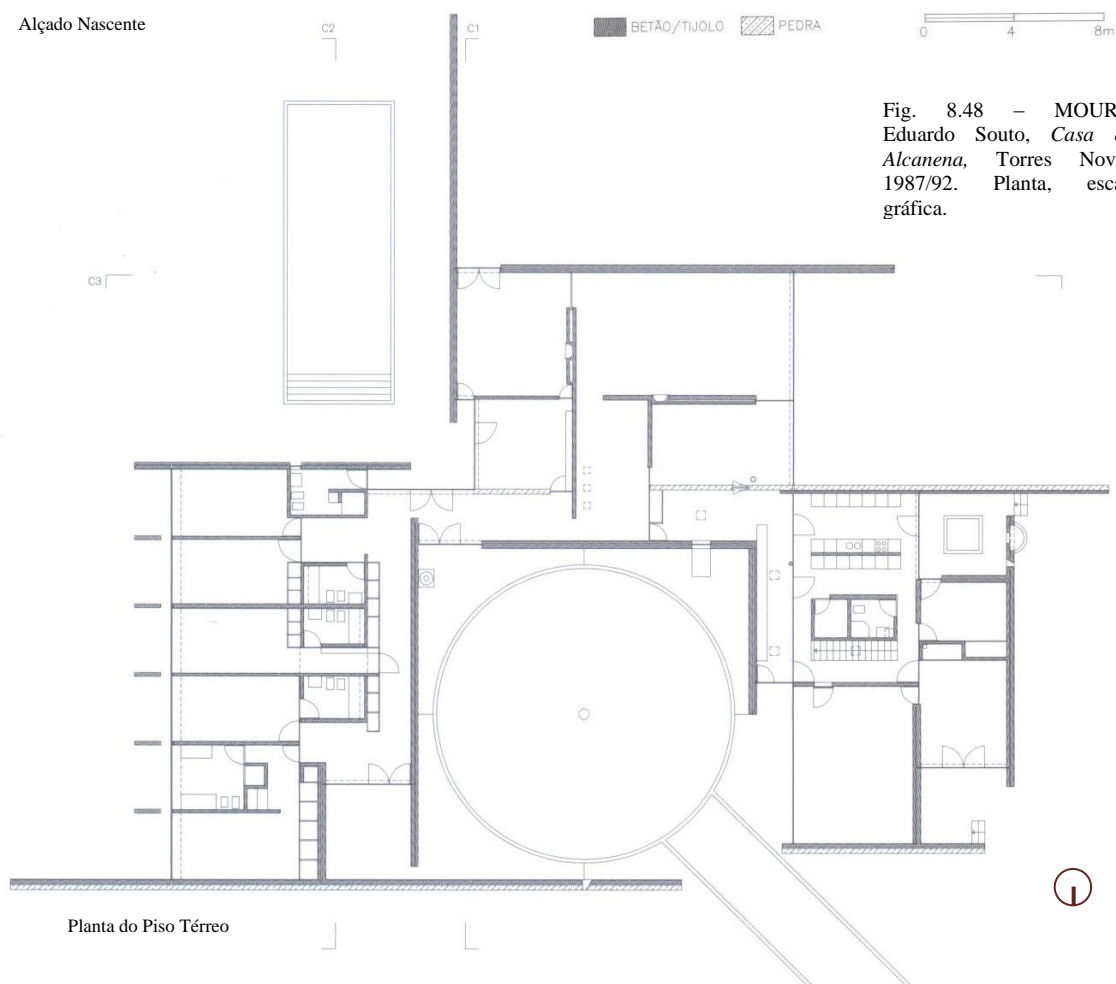 Alçado Nascente
C2
C1
BETÃO/TIJOLO
PEDRA
0 4 8m
Fig. 8.48 – MOUR
Eduardo Souto, Casa
Alcanena, Torres Nov
1987/92. Planta, esc
gráfica.
C3
Planta do Piso Térreo